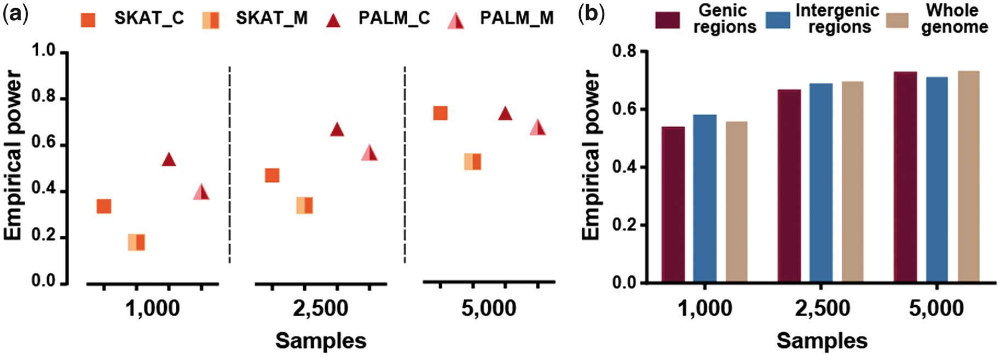 (a)
SKAT_C SKAT_M PALM_C PALM_M
Empirical power
1.0
0.8
0.6
0.4
0.2
0.0
1,000 2,500 5,000
Samples
(b)
Genic regions
Intergenic regions
Whole genome
Empirical power
0.8
0.6
0.4
0.2
0.0
1,000 2,500 5,000
Samples